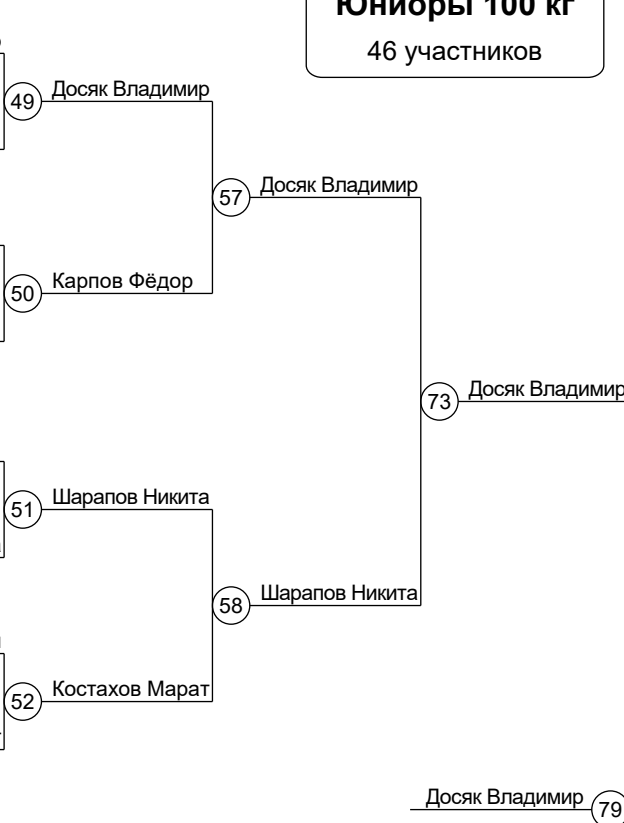 Юниоры 100 кг
46 участников
49 Досяк Владимир
57 Досяк Владимир
50 Карпов Фёдор
73 Досяк Владимир
51 Шарапов Никита
58 Шарапов Никита
52 Костахов Марат
Досяк Владимир 79